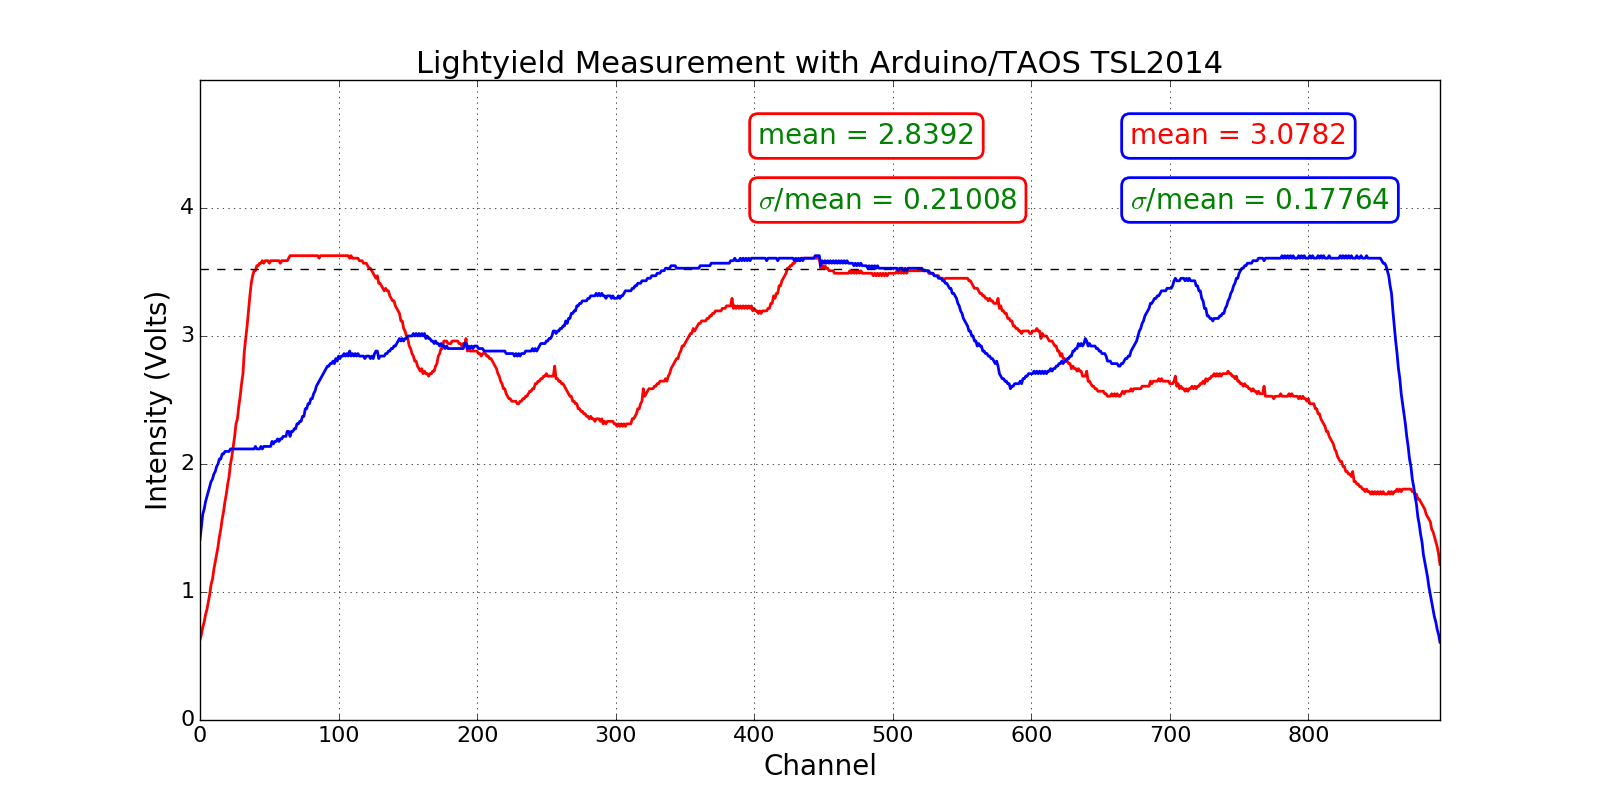 Lightyield Measurement with Arduino/TAOS TSL2014
mean = 2.8392
mean = 3.0782
σ/mean = 0.21008
σ/mean = 0.17764
Intensity (Volts)
4
3
2
1
0
0 100 200 300 400 500 600 700 800
Channel